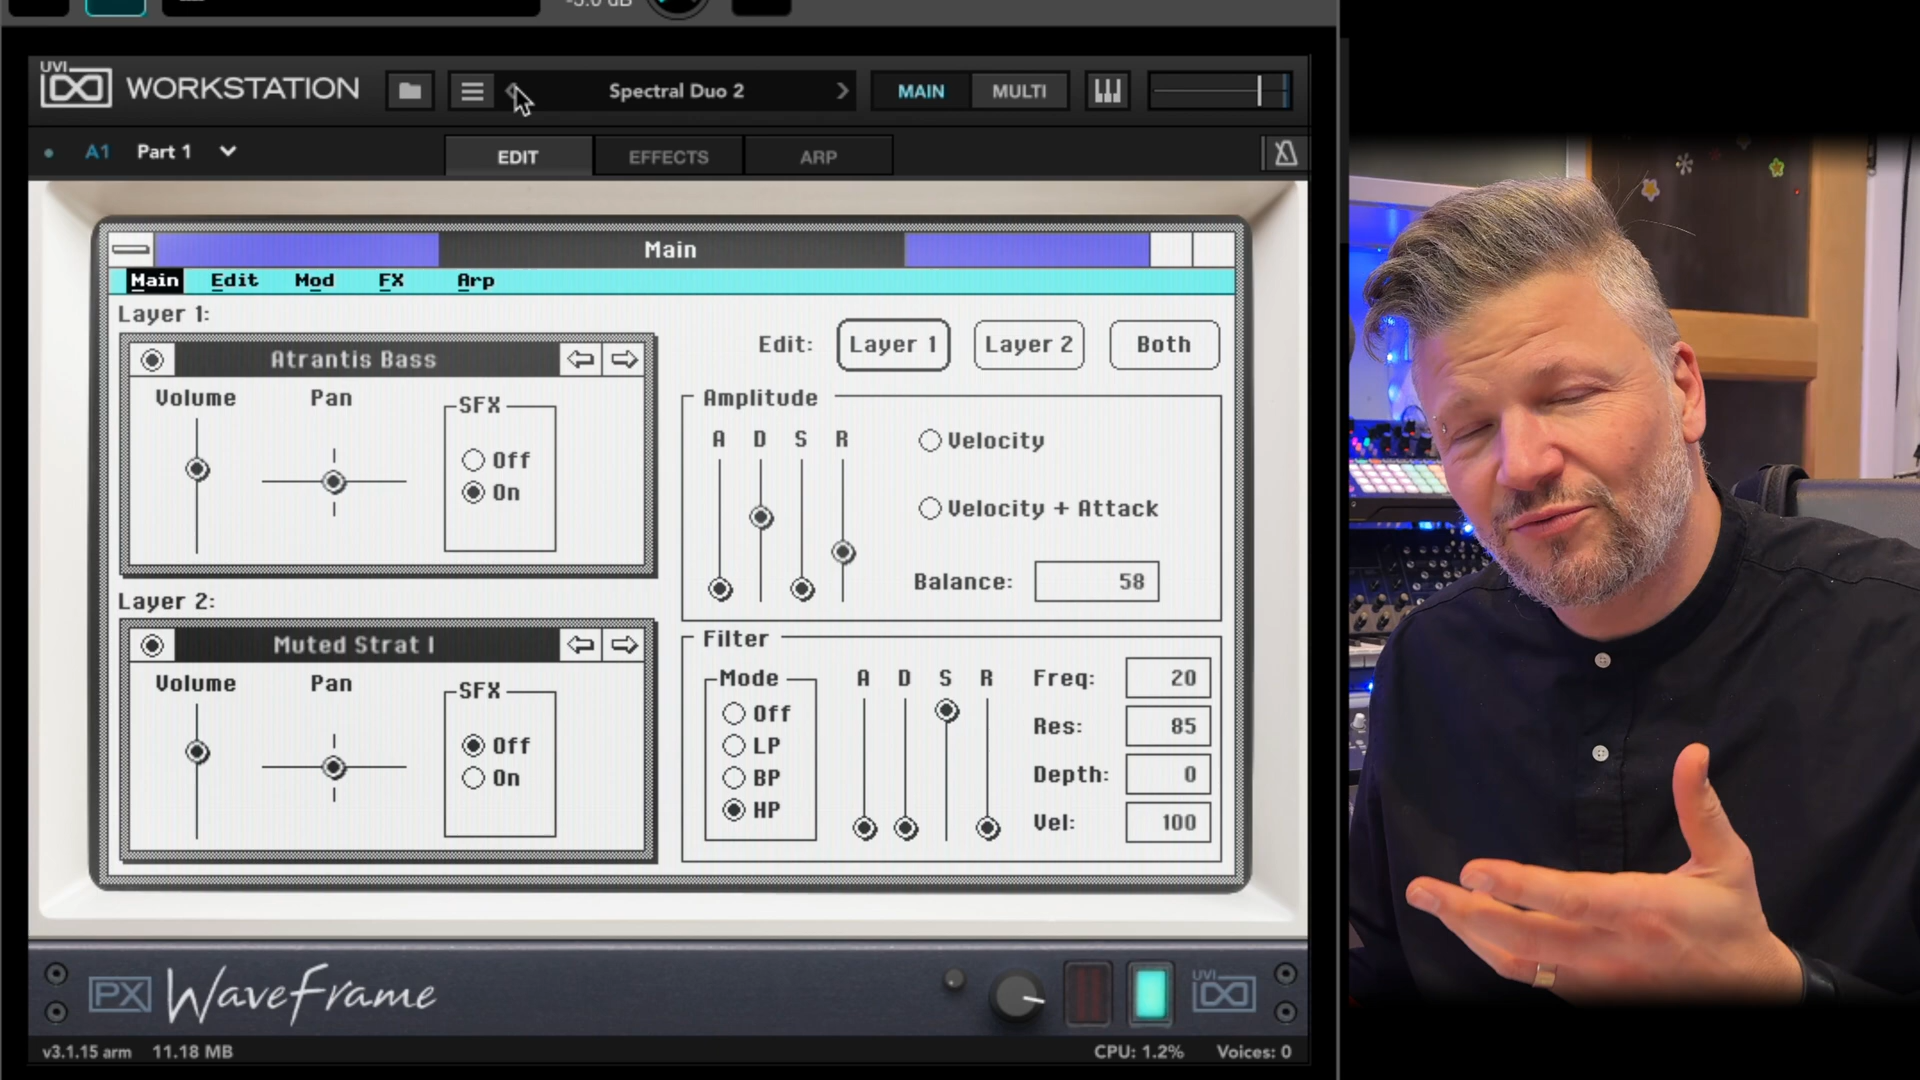 -5.0 dB
UVI WORKSTATION
Spectral Duo 2
MAIN MULTI
A1 Part 1
EDIT EFFECTS ARP
Main
Main Edit Mod FX Arp
Layer 1:
Atrantis Bass
Volume Pan SFX
Off
On
Layer 2:
Muted Strat I
Volume Pan SFX
Off
On
Edit: Layer 1 Layer 2 Both
Amplitude
A D S R
Velocity
Velocity + Attack
Balance: 58
Filter
Mode
Off
LP
BP
HP
A D S R
Freq: 20
Res: 85
Depth: 0
Vel: 100
PX WaveFrame
UVI
v3.1.15 arm 11.18 MB
CPU: 1.2% Voices: 0